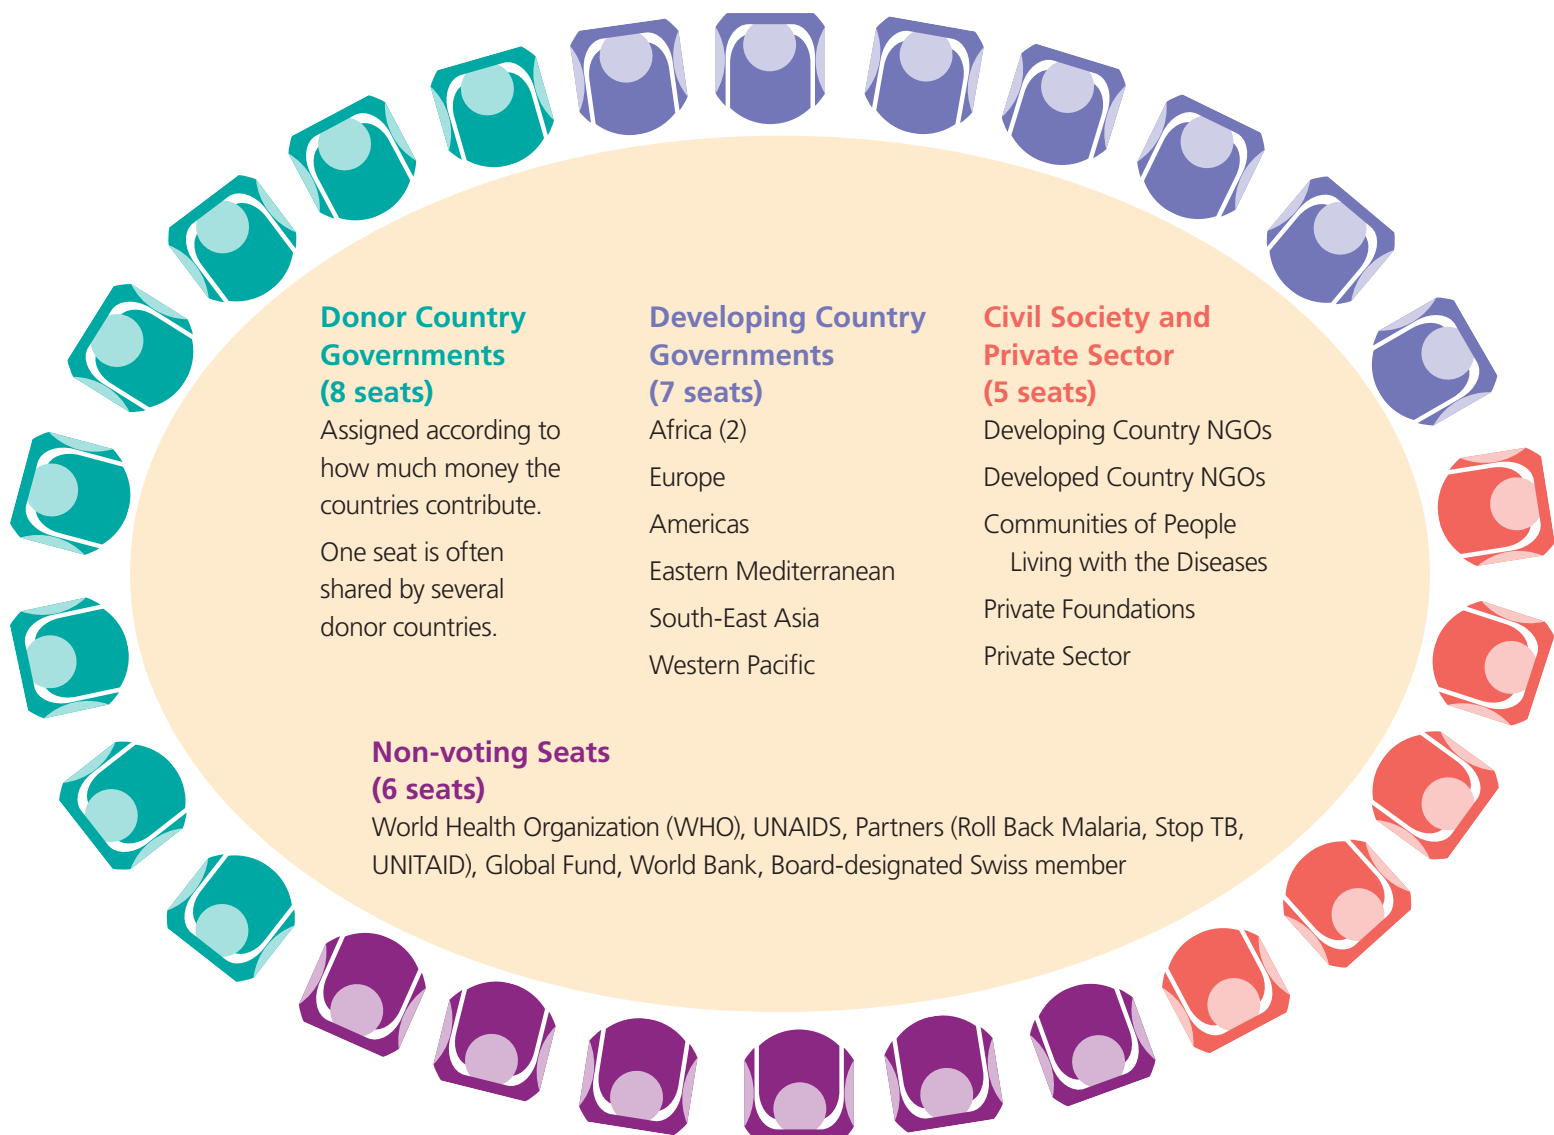 Donor Country
Governments
(8 seats)
Assigned according to
how much money the
countries contribute.
One seat is often
shared by several
donor countries.
Developing Country
Governments
(7 seats)
Africa (2)
Europe
Americas
Eastern Mediterranean
South-East Asia
Western Pacific
Civil Society and
Private Sector
(5 seats)
Developing Country NGOs
Developed Country NGOs
Communities of People
Living with the Diseases
Private Foundations
Private Sector
Non-voting Seats
(6 seats)
World Health Organization (WHO), UNAIDS, Partners (Roll Back Malaria, Stop TB,
UNITAID), Global Fund, World Bank, Board-designated Swiss member